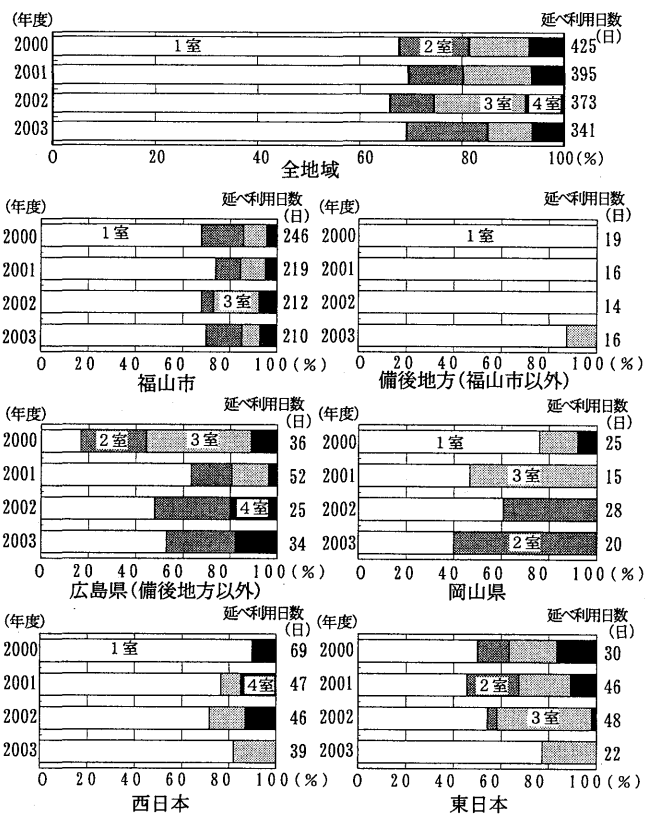 (年度) 延べ利用日数
(日)
2000 1室 2室 425
2001 395
2002 3室 4室 373
2003 341
0 20 40 60 80 100(%)
全地域
(年度) 延べ利用日数
(日)
2000 1室 246
2001 219
2002 3室 212
2003 210
0 20 40 60 80 100(%)
福山市
(年度) 延べ利用日数
(日)
2000 1室 19
2001 16
2002 14
2003 16
0 20 40 60 80 100(%)
備後地方(福山市以外)
(年度) 延べ利用日数
(日)
2000 2室 3室 36
2001 52
2002 4室 25
2003 34
0 20 40 60 80 100(%)
広島県(備後地方以外)
(年度) 延べ利用日数
(日)
2000 1室 25
2001 3室 15
2002 28
2003 2室 20
0 20 40 60 80 100(%)
岡山県
(年度) 延べ利用日数
(日)
2000 1室 69
2001 4室 47
2002 46
2003 39
0 20 40 60 80 100(%)
西日本
(年度) 延べ利用日数
(日)
2000 30
2001 2室 46
2002 3室 48
2003 22
0 20 40 60 80 100(%)
東日本